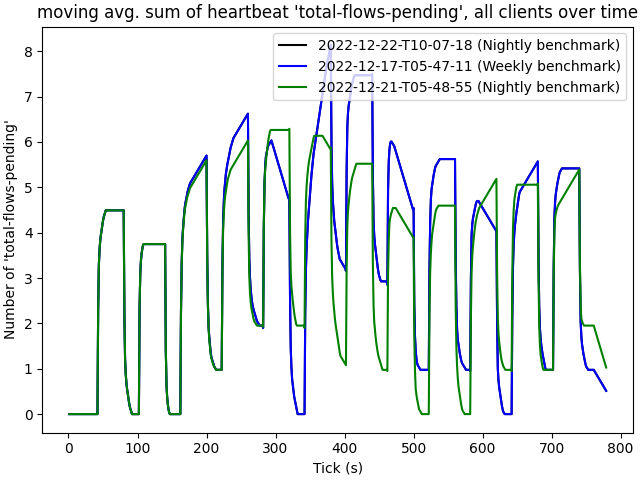 moving avg. sum of heartbeat 'total-flows-pending', all clients over time
2022-12-22-T10-07-18 (Nightly benchmark)
2022-12-17-T05-47-11 (Weekly benchmark)
2022-12-21-T05-48-55 (Nightly benchmark)
Number of 'total-flows-pending'
8
7
6
5
4
3
2
1
0
0 100 200 300 400 500 600 700 800
Tick (s)